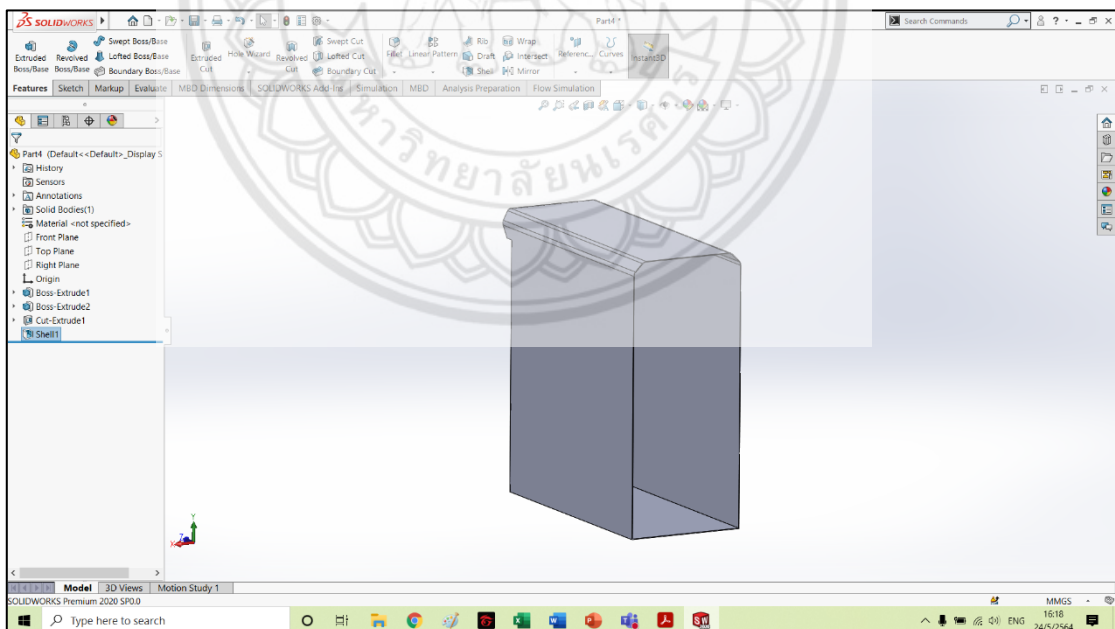 SOLIDWORKS
Part4 *
Search Commands
Extruded Boss/Base
Revolved Boss/Base
Swept Boss/Base
Lofted Boss/Base
Boundary Boss/Base
Extruded Cut
Hole Wizard
Revolved Cut
Swept Cut
Lofted Cut
Boundary Cut
Fillet
Linear Pattern
Rib
Draft
Shell
Wrap
Intersect
Mirror
Referenc...
Curves
Instant3D
Features Sketch Markup Evaluate MBD Dimensions SOLIDWORKS Add-Ins Simulation MBD Analysis Preparation Flow Simulation
Part4 (Default<<Default>_Display S
History
Sensors
Annotations
Solid Bodies(1)
Material <not specified>
Front Plane
Top Plane
Right Plane
Origin
Boss-Extrude1
Boss-Extrude2
Cut-Extrude1
Shell1
Y
Z
X
Model 3D Views Motion Study 1
SOLIDWORKS Premium 2020 SP0.0
MMGS
Type here to search
ENG
16:18
24/5/2564